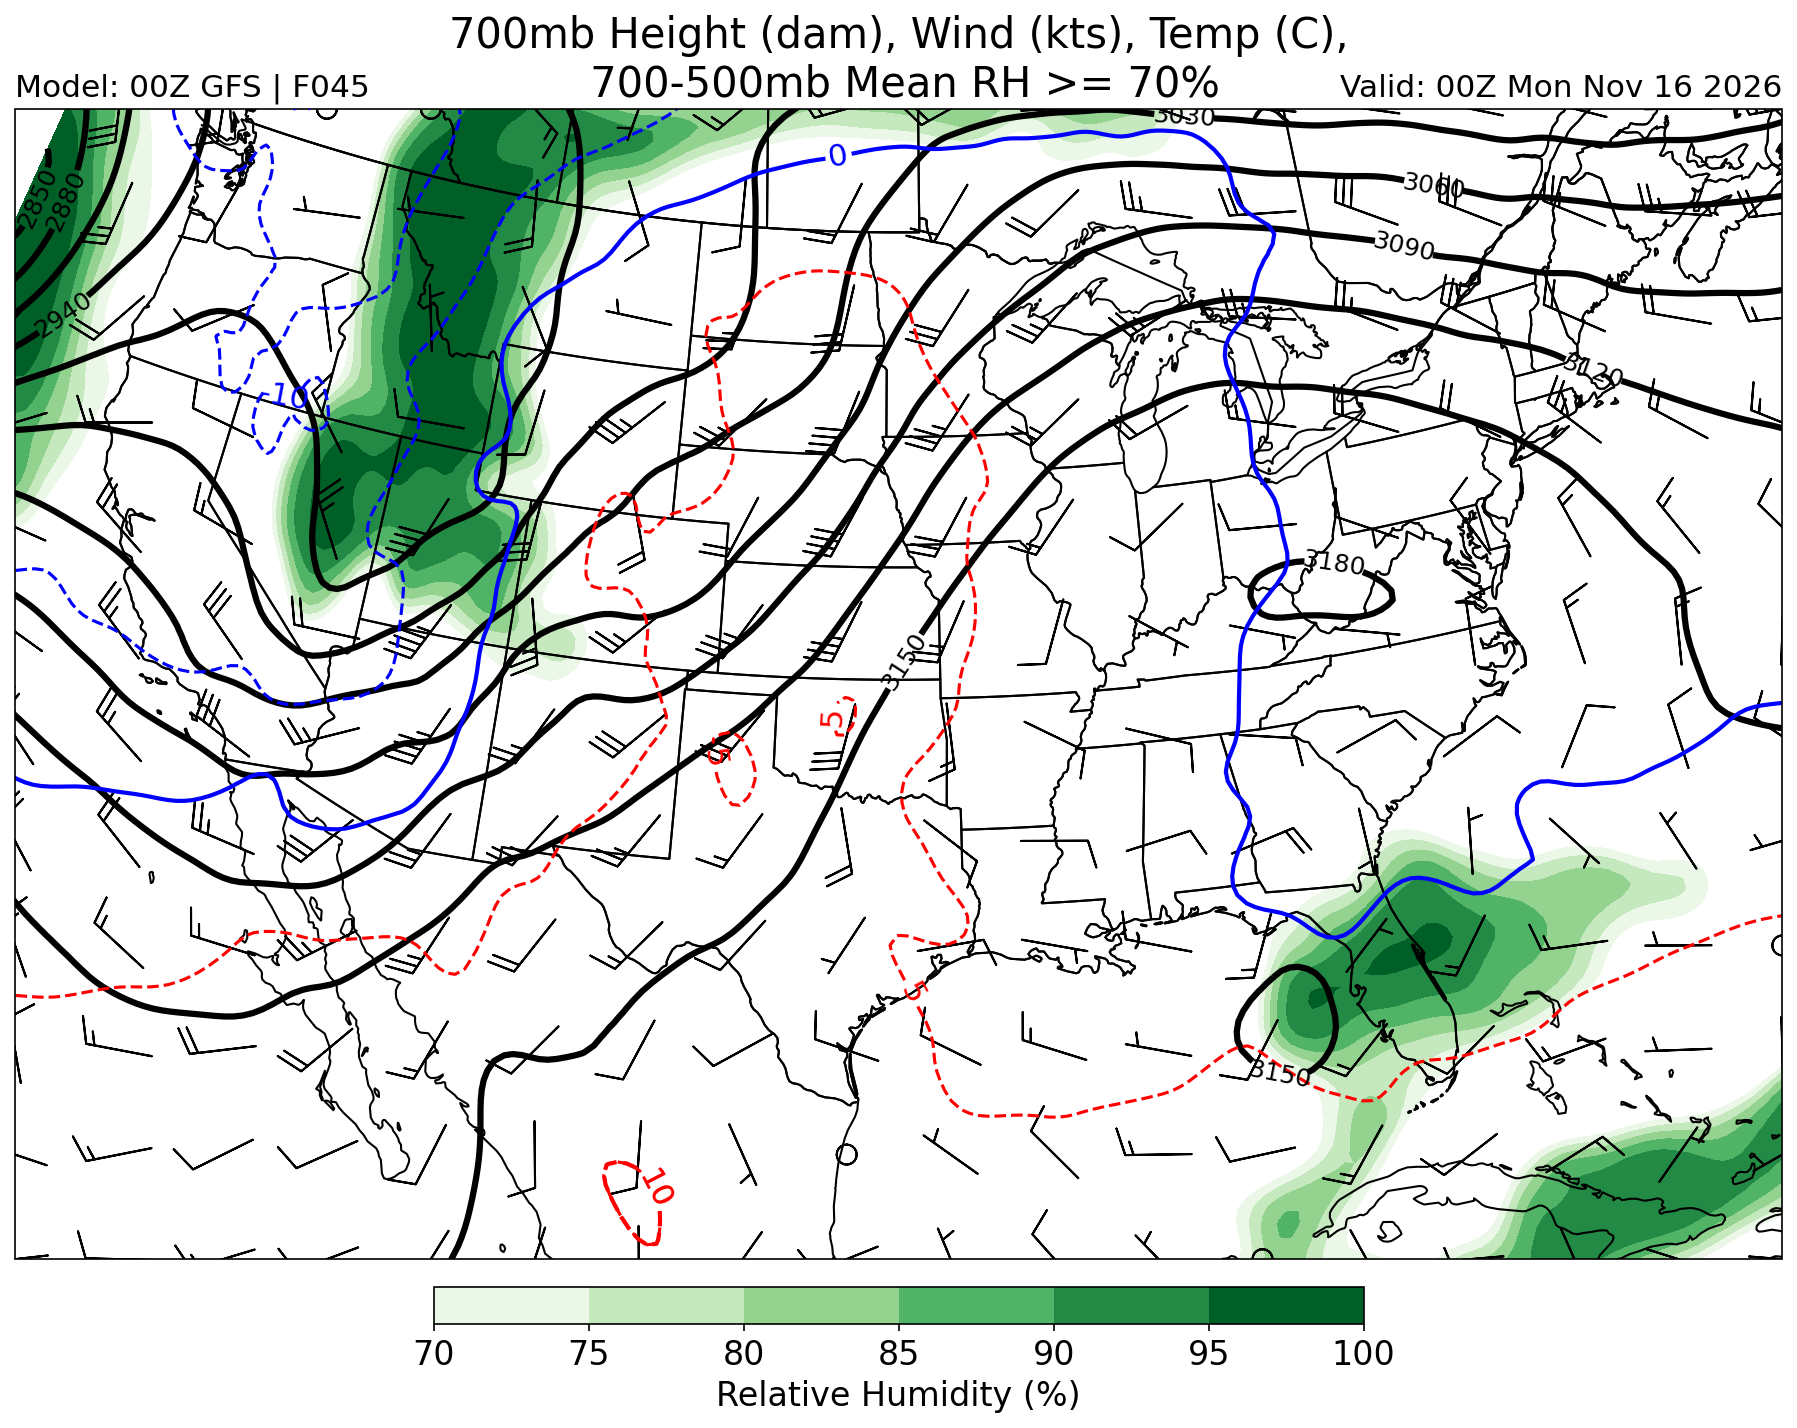 700mb Height (dam), Wind (kts), Temp (C),
700-500mb Mean RH >= 70%
Model: 00Z GFS | F045
Valid: 00Z Mon Nov 16 2026
3030
0
2850
2880
3060
3090
2940
3120
-10
3180
3150
5
5
5
3150
10
70 75 80 85 90 95 100
Relative Humidity (%)